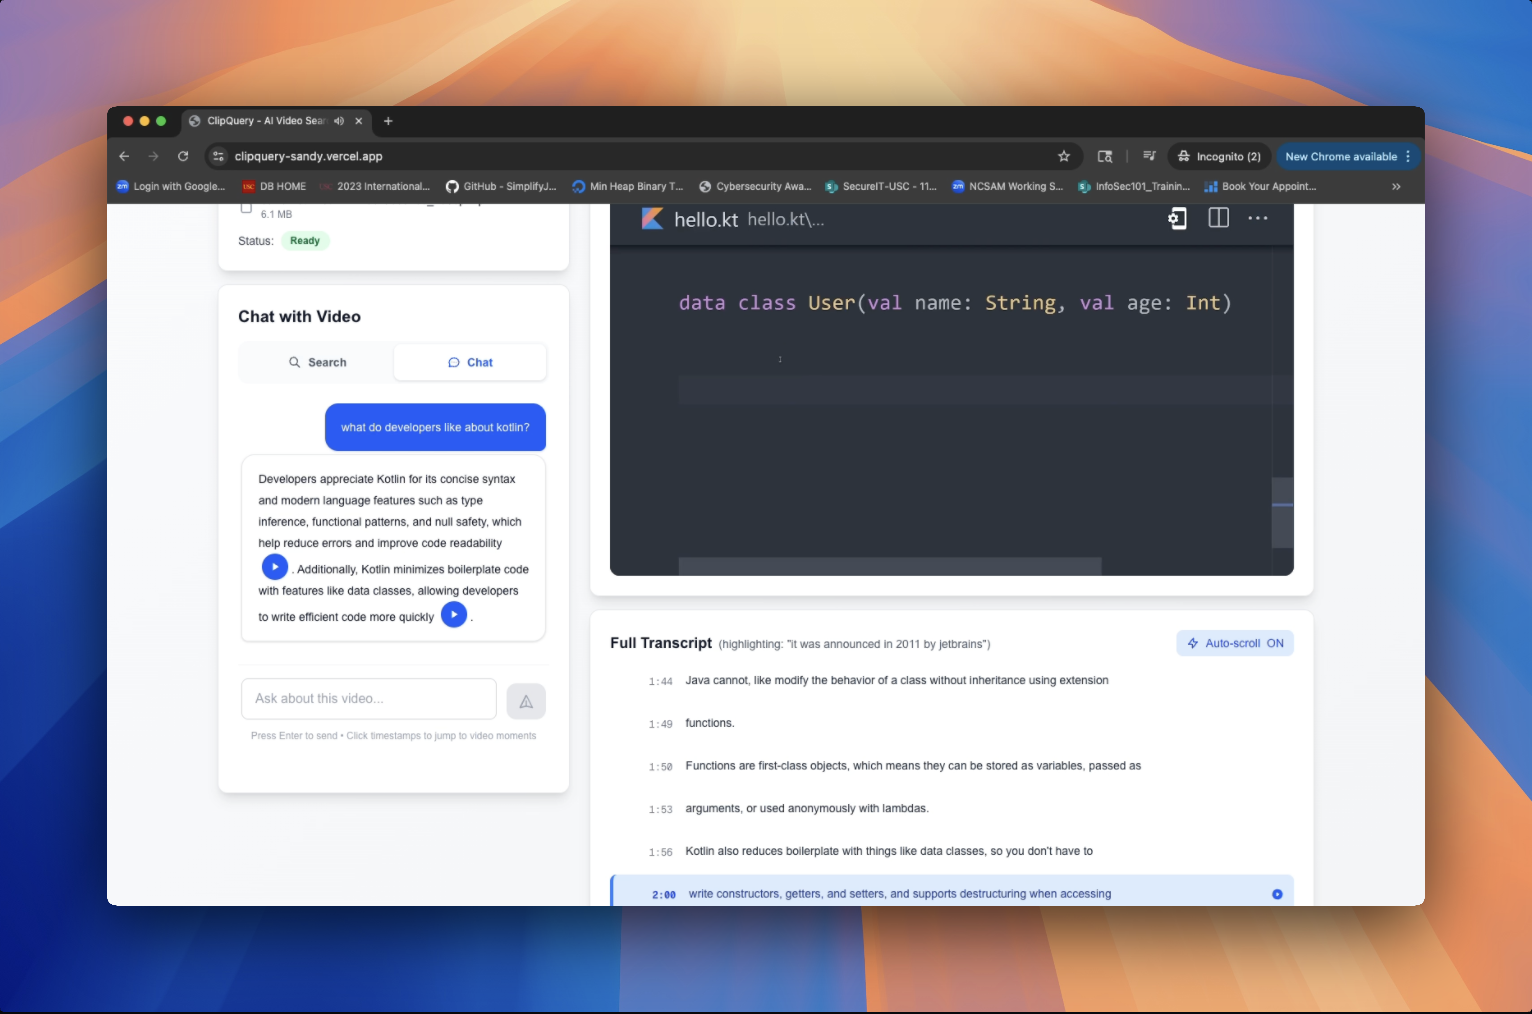 ClipQuery - AI Video Sear
clipquery-sandy.vercel.app
Incognito (2)
New Chrome available
zm Login with Google...
USC DB HOME
USC 2023 International...
GitHub - SimplifyJ...
Min Heap Binary T...
Cybersecurity Awa...
S SecureIT-USC - 11...
zm NCSAM Working S...
S InfoSec101_Trainin...
Book Your Appoint...
6.1 MB
Status: Ready
Chat with Video
Search
Chat
what do developers like about kotlin?
Developers appreciate Kotlin for its concise syntax
and modern language features such as type
inference, functional patterns, and null safety, which
help reduce errors and improve code readability
. Additionally, Kotlin minimizes boilerplate code
with features like data classes, allowing developers
to write efficient code more quickly .
Ask about this video...
Press Enter to send • Click timestamps to jump to video moments
hello.kt hello.kt\...
data class User(val name: String, val age: Int)
Full Transcript (highlighting: "it was announced in 2011 by jetbrains")
Auto-scroll ON
1:44 Java cannot, like modify the behavior of a class without inheritance using extension
1:49 functions.
1:50 Functions are first-class objects, which means they can be stored as variables, passed as
1:53 arguments, or used anonymously with lambdas.
1:56 Kotlin also reduces boilerplate with things like data classes, so you don't have to
2:00 write constructors, getters, and setters, and supports destructuring when accessing